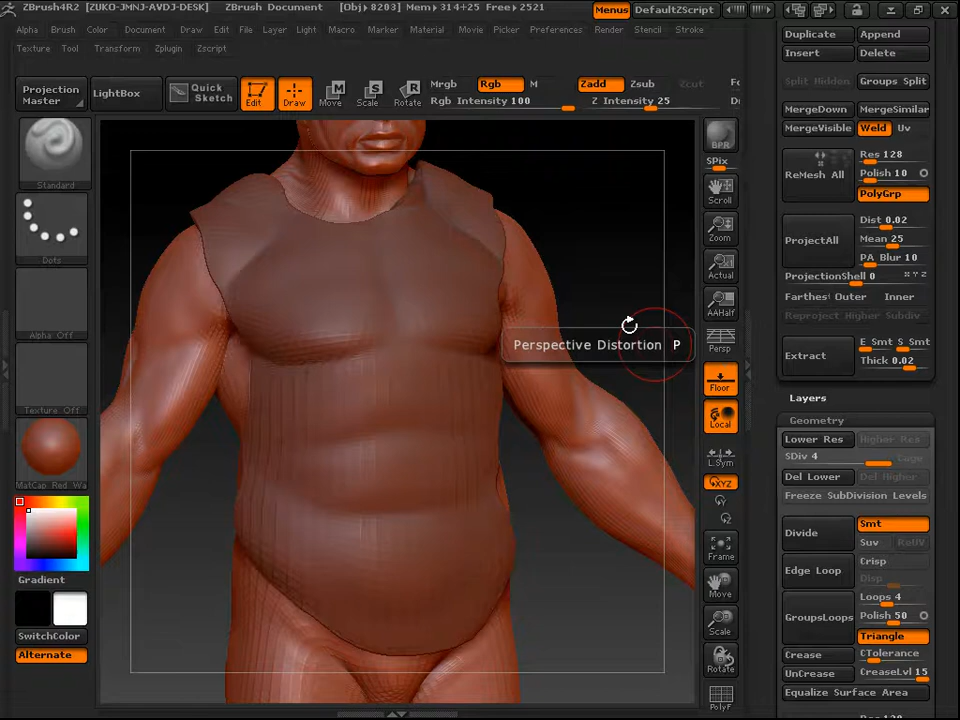 [ZUKO-JMNJ-AVDJ-DESK] ZBrush Document [Obj▸ 8203] Mem▸314+25 Free▸2521 Menus DefaultZScript
ZBrush4R2
Alpha Brush Color Document Draw Edit File Layer Light Macro Marker Material Movie Picker Preferences Render Stencil Stroke
Texture Tool Transform Zplugin Zscript
Projection Master
LightBox
Quick Sketch
Edit
Draw
Move
Scale
Rotate
Mrgb Rgb M
Rgb Intensity 100
Zadd Zsub Zcut
Z Intensity 25
Standard
Dots
Alpha Off
Texture Off
MatCap Red Wa
Gradient
SwitchColor
Alternate
Perspective Distortion P
BPR
SPix
Scroll
Zoom
Actual
AAHalf
Persp
Floor
Local
L.Sym
XYZ
Y
Z
Frame
Move
Scale
Rotate
PolyF
Duplicate Append
Insert Delete
Split Hidden Groups Split
MergeDown MergeSimilar
MergeVisible Weld Uv
ReMesh All
Res 128
Polish 10
PolyGrp
ProjectAll
Dist 0.02
Mean 25
PA Blur 10
ProjectionShell 0 X Y Z
Farthest Outer Inner
Reproject Higher Subdiv
Extract
E Smt S Smt
Thick 0.02
Layers
Geometry
Lower Res Higher Res
SDiv 4 Cage
Del Lower Del Higher
Freeze SubDivision Levels
Divide
Smt
Suv ReUV
Edge Loop
Crisp
Disp
GroupsLoops
Loops 4
Polish 50
Triangle
Crease CTolerance
UnCrease CreaseLvl 15
Equalize Surface Area